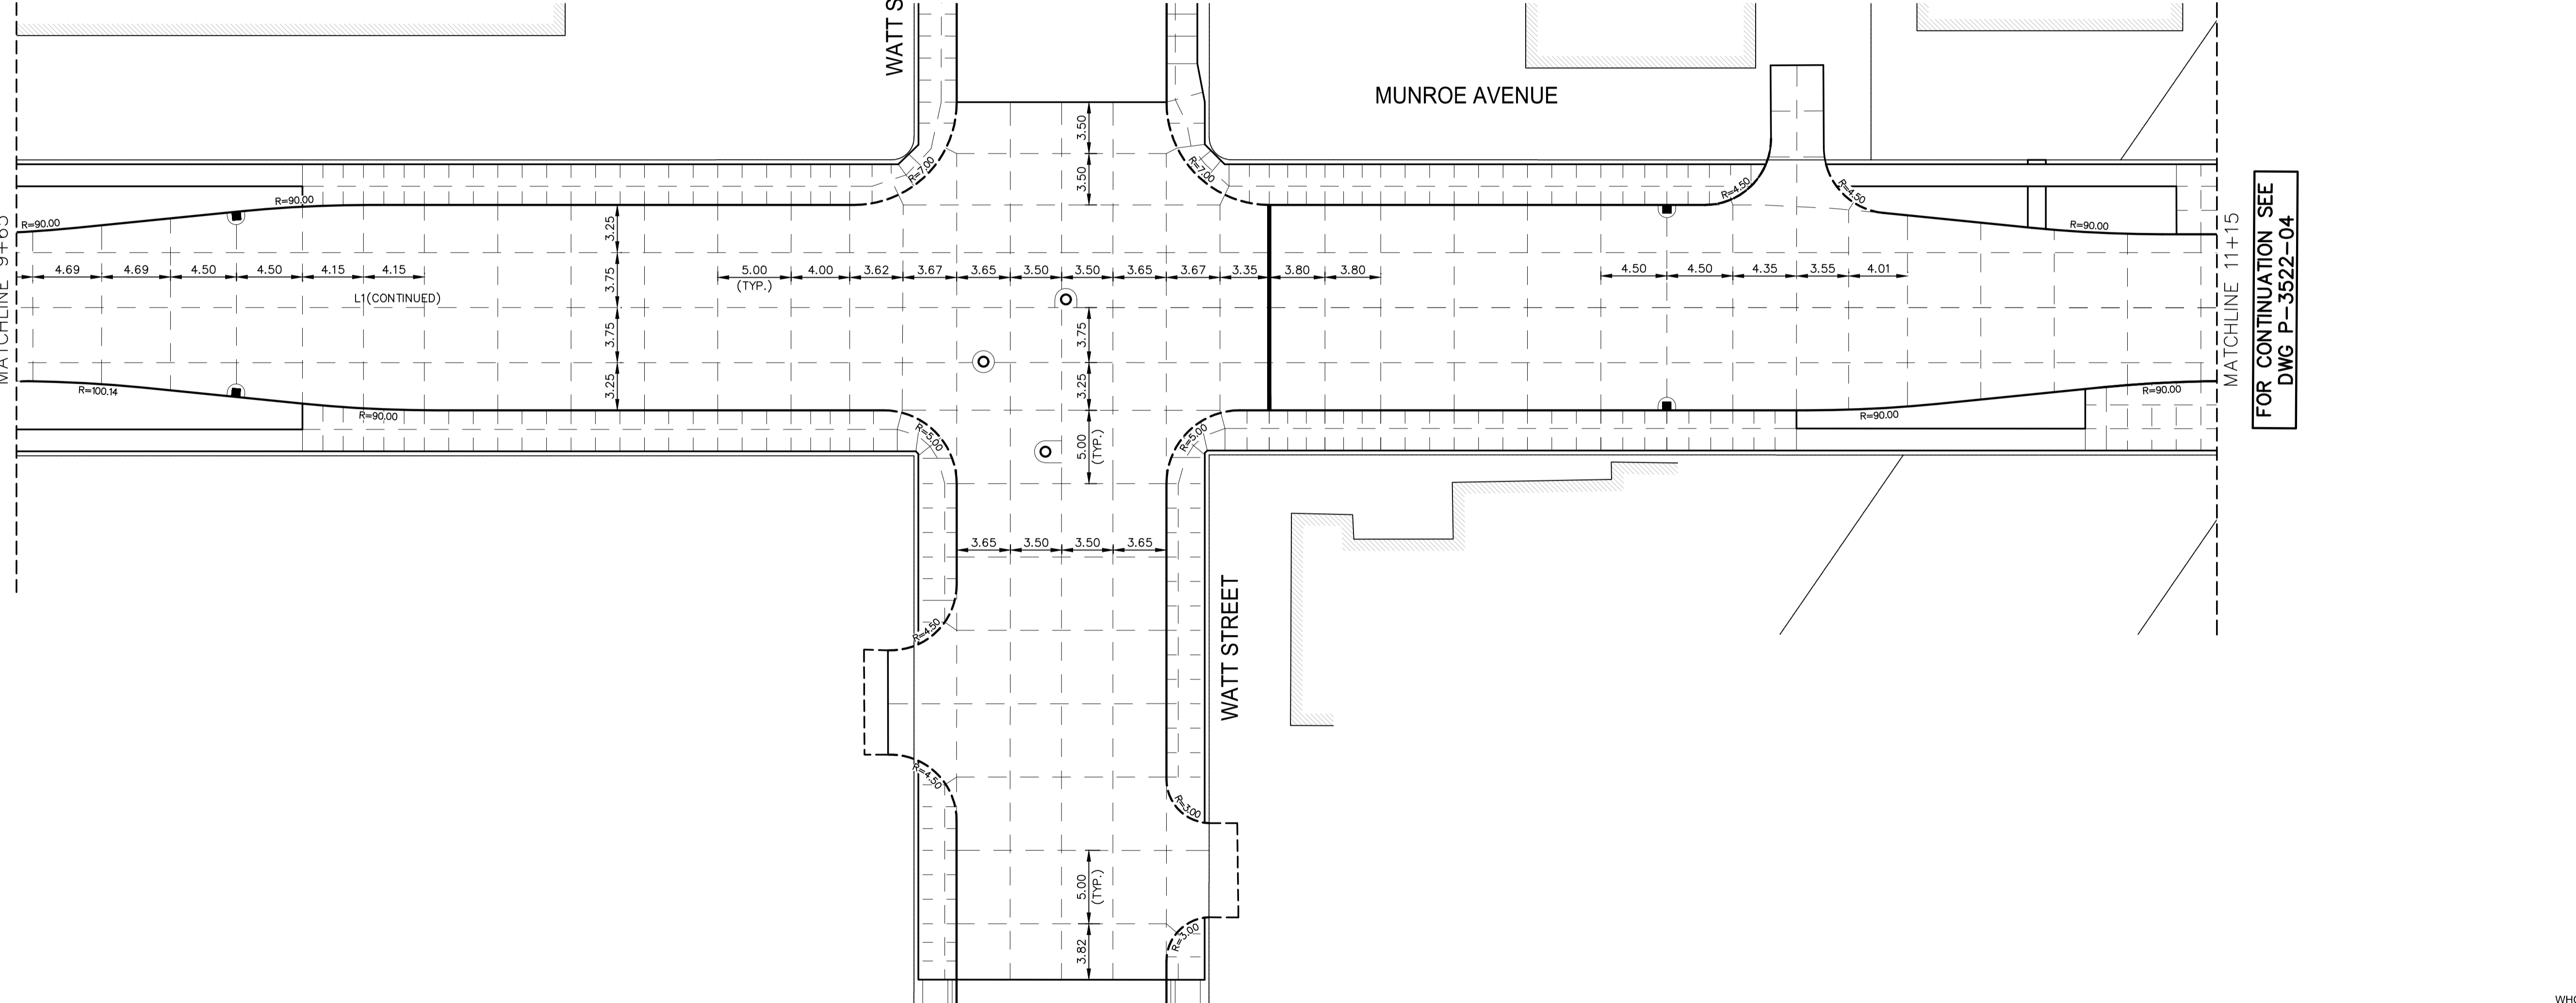 WATT S
MUNROE AVENUE
MATCHLINE 9+65
R=90.00
R=90.00
R=7.00
R=7.00
R=4.50
R=4.50
R=90.00
3.50
3.50
3.25
3.75
3.75
3.25
4.69
4.69
4.50
4.50
4.15
4.15
L1(CONTINUED)
5.00
(TYP.)
4.00
3.62
3.67
3.65
3.50
3.50
3.65
3.67
3.35
3.80
3.80
4.50
4.50
4.35
3.55
4.01
3.75
3.25
5.00
(TYP.)
R=100.14
R=90.00
R=5.00
R=5.00
R=90.00
R=90.00
MATCHLINE 11+15
FOR CONTINUATION SEE
DWG P-3522-04
3.65
3.50
3.50
3.65
WATT STREET
R=4.50
R=4.50
R=3.00
5.00
(TYP.)
3.82
R=3.00